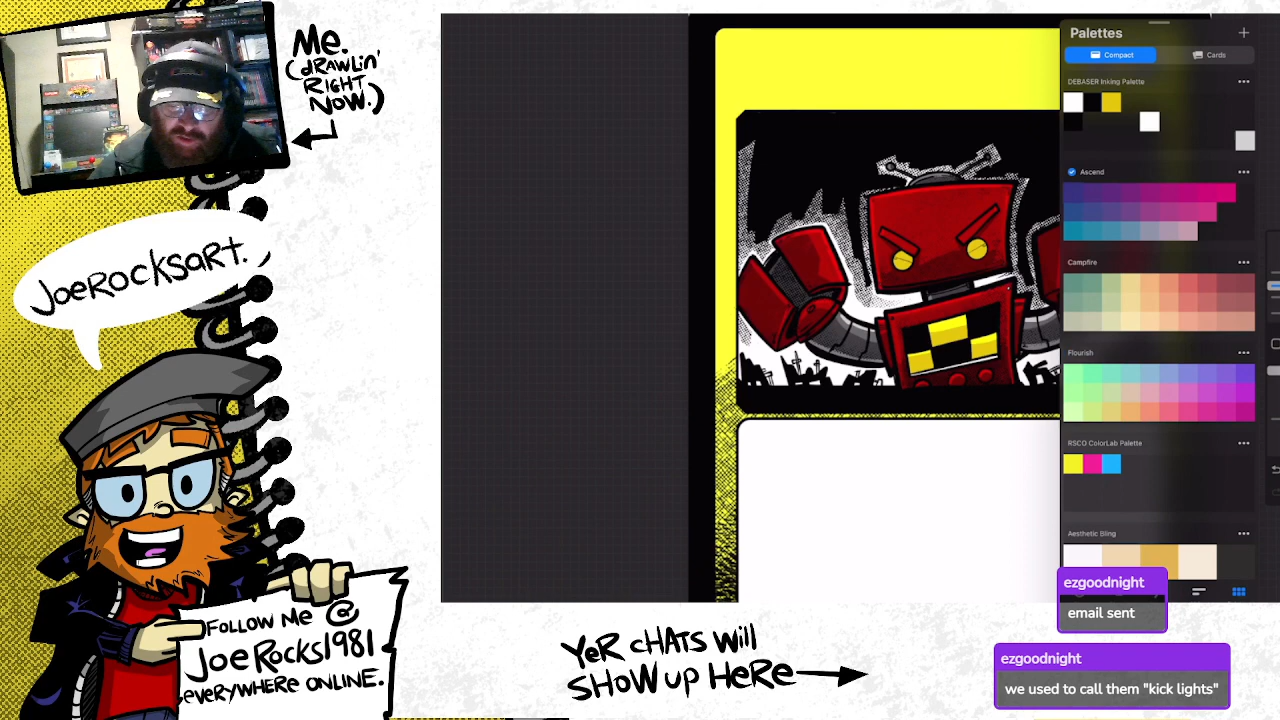 Me.
(dRAWLin'
RiGHT
NoW.)
JoeRocksart.
FoLLoW Me @
JoeRocks1981
eveRYwHeRe oNLiNE.
Palettes
Compact
Cards
DEBASER Inking Palette
Ascend
Campfire
Flourish
RSCO ColorLab Palette
Aesthetic Bling
ezgoodnight
email sent
YeR cHATs Will
SHoW up HeRe
ezgoodnight
we used to call them "kick lights"